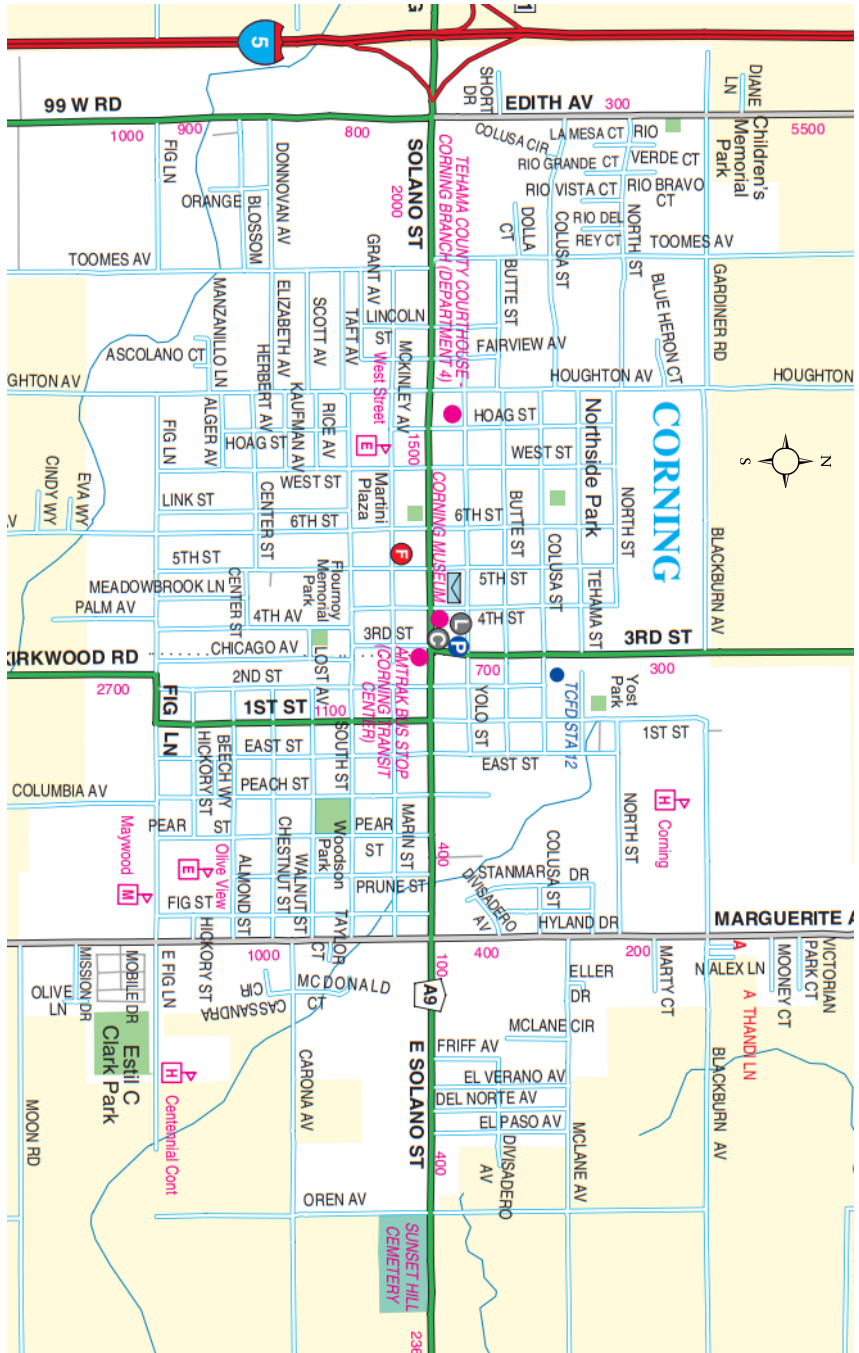 5
99 W RD
EDITH AV
SHORT
DR
300
DIANE
LN
Children's
Memorial
Park
5500
1000
900
800
FIG LN
DONNOVAN AV
ORANGE
BLOSSOM
SOLANO ST
2000
TEHAMA COUNTY COURTHOUSE -
CORNING BRANCH (DEPARTMENT 4)
COLUSA CIR
LA MESA CT
RIO
VERDE CT
RIO GRANDE CT
RIO VISTA CT
RIO BRAVO
CT
RIO DEL
REY CT
NORTH ST
DOLLA
CT
COLUSA ST
TOOMES AV
TOOMES AV
GRANT AV
BUTTE ST
BLUE HERON CT
GARDINER RD
LINCOLN
ST
MANZANILLO LN
ELIZABETH AV
SCOTT AV
TAFT AV
MCKINLEY AV
FAIRVIEW AV
ASCOLANO CT
HERBERT AV
GHTON AV
HOUGHTON AV
HOUGHTON
West Street
E
KAUFMAN AV
RICE AV
ALGER AV
HOAG ST
HOAG ST
1500
CORNING
N
S
FIG LN
CINDY WY
EVA WY
WEST ST
WEST ST
LINK ST
CENTER ST
6TH ST
6TH ST
Martini
Plaza
CORNING MUSEUM
Northside Park
BUTTE ST
NORTH ST
BLACKBURN AV
F
5TH ST
5TH ST
COLUSA ST
TEHAMA ST
MEADOWBROOK LN
CENTER ST
PALM AV
4TH AV
4TH ST
Flournoy
Memorial
Park
3RD ST
3RD ST
L
C
P
CHICAGO AV
KIRKWOOD RD
2ND ST
LOST AV
AMTRAK BUS STOP
(CORNING TRANSIT
CENTER)
700
300
TCFD STA 12
Yost
Park
2700
FIG
LN
1ST ST
1100
1ST ST
YOLO ST
EAST ST
EAST ST
SOUTH ST
HICKORY ST
BEECH WY
PEACH ST
COLUMBIA AV
H
Corning
NORTH ST
PEAR
ST
PEAR
ST
MARIN ST
Maywood
M
Olive View
E
CHESTNUT ST
WALNUT ST
Woodson
Park
400
STANMAR DR
COLUSA ST
DIVISADERO
AV
ALMOND ST
PRUNE ST
FIG ST
HICKORY ST
HYLAND DR
TAYLOR
CT
MARGUERITE A
1000
100
400
200
A
N ALEX LN
MOONEY CT
VICTORIAN
PARK CT
MISSION DR
MOBILE DR
E FIG LN
OLIVE
LN
CASSANDRA
CIR
MCDONALD
CT
A9
ELLER
DR
MARTY CT
A THANDI LN
MCLANE CIR
Estil C
Clark Park
H
Centennial Cont
CARONA AV
E SOLANO ST
FRIFF AV
EL VERANO AV
DEL NORTE AV
EL PASO AV
BLACKBURN AV
MOON RD
400
DIVISADERO
AV
MCLANE AV
OREN AV
SUNSET HILL
CEMETERY
236